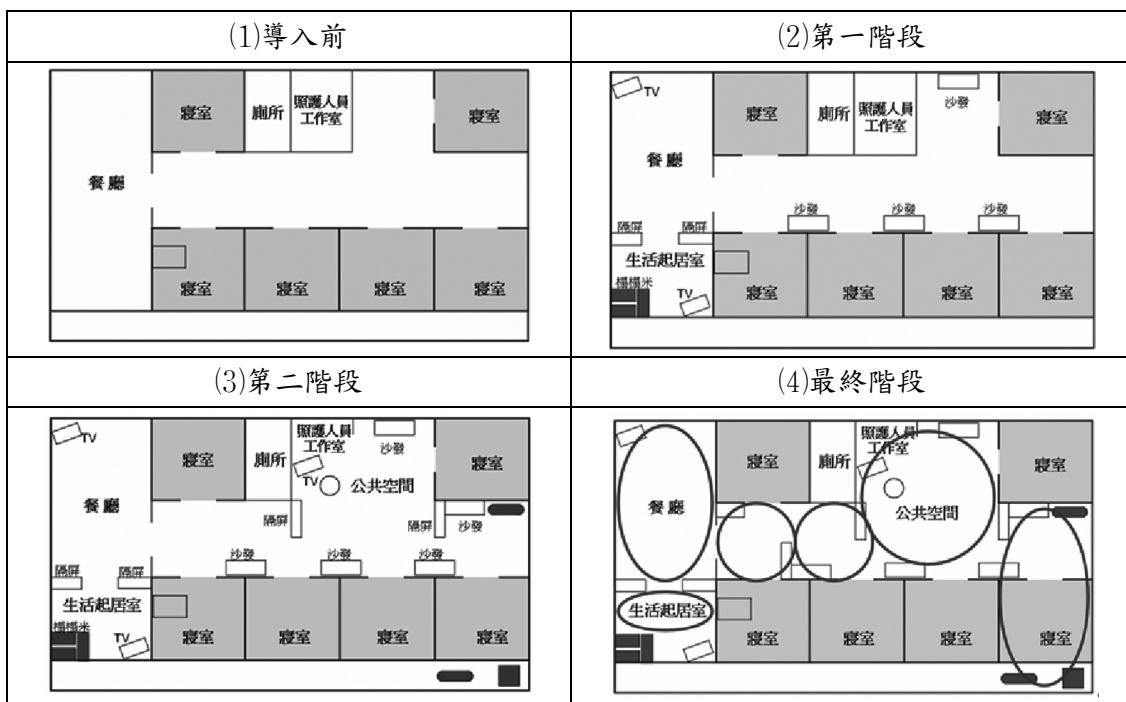 (1)導入前
(2)第一階段
寢室
廁所
照護人員
工作室
寢室
餐廳
寢室
寢室
寢室
寢室
TV
沙發
寢室
廁所
照護人員
工作室
寢室
餐廳
沙發
沙發
沙發
隔屏
隔屏
生活起居室
榻榻米
TV
寢室
寢室
寢室
寢室
(3)第二階段
(4)最終階段
TV
照護人員
工作室
沙發
寢室
廁所
寢室
TV
公共空間
餐廳
隔屏
隔屏
沙發
沙發
沙發
沙發
隔屏
隔屏
生活起居室
榻榻米
TV
寢室
寢室
寢室
寢室
照護人員
工作室
寢室
廁所
寢室
餐廳
公共空間
生活起居室
寢室
寢室
寢室
寢室